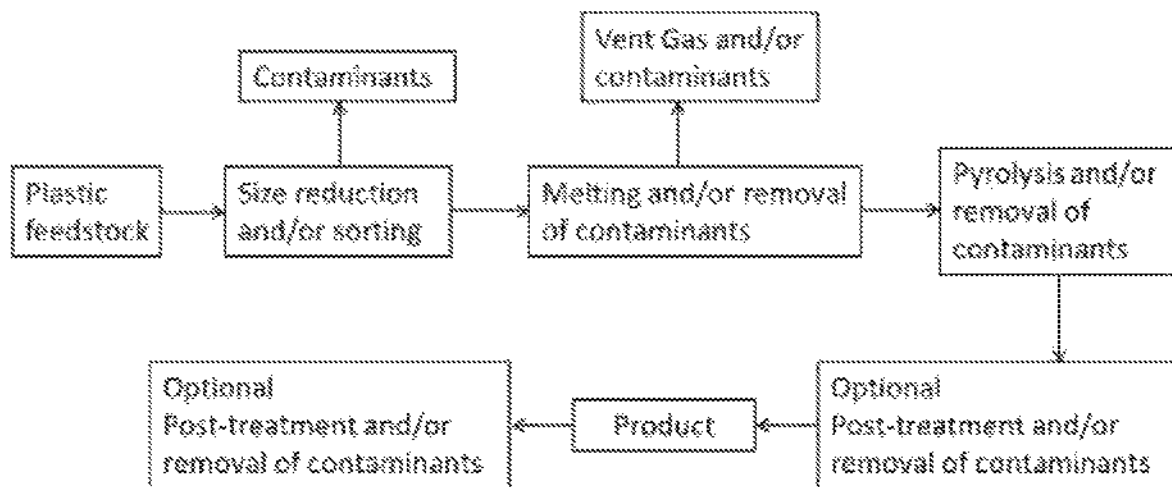 Vent Gas and/or
contaminants
Contaminants
Plastic
feedstock
Size reduction
and/or sorting
Melting and/or removal
of contaminants
Pyrolysis and/or
removal of
contaminants
Optional
Post-treatment and/or
removal of contaminants
Product
Optional
Post-treatment and/or
removal of contaminants